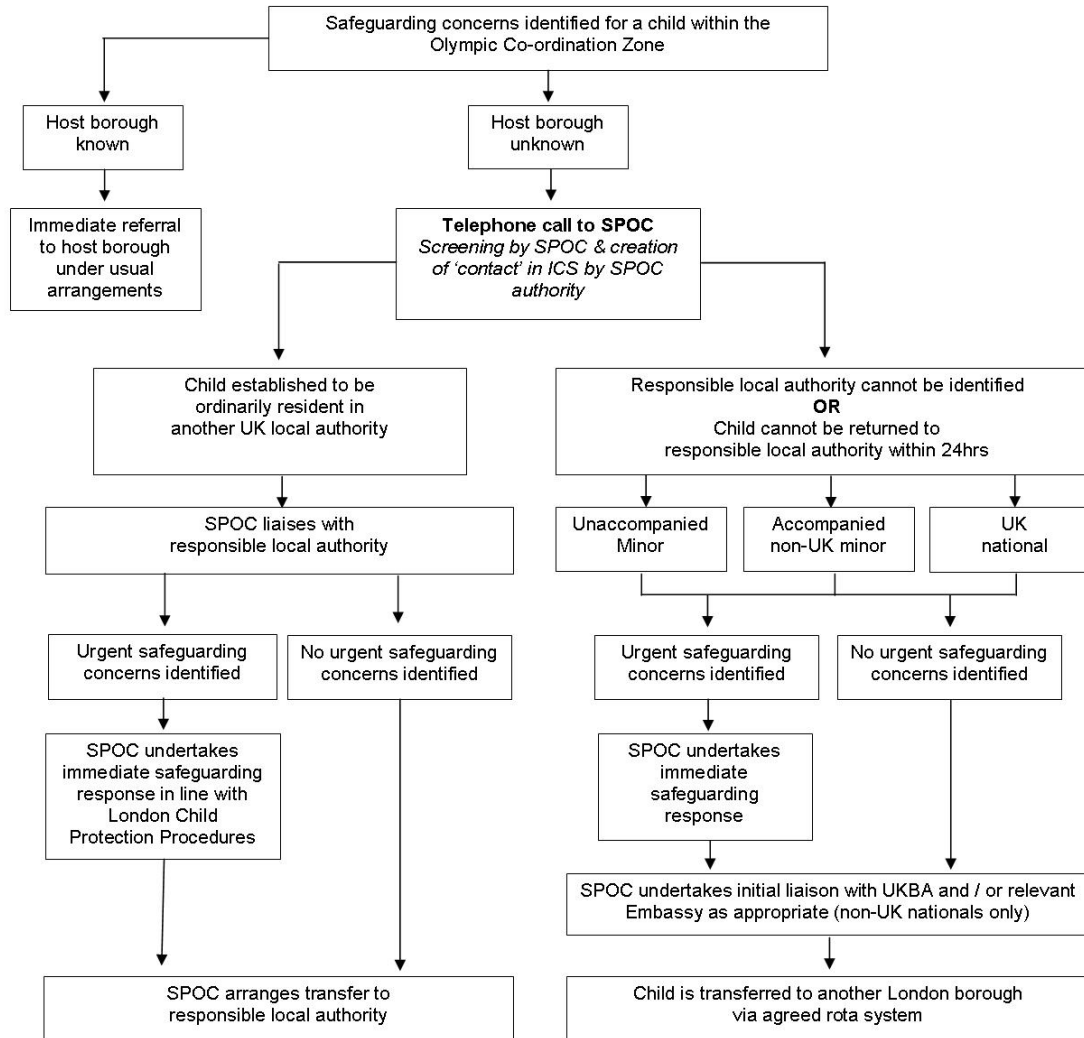 Safeguarding concerns identified for a child within the
Olympic Co-ordination Zone
Host borough
known
Host borough
unknown
Immediate referral
to host borough
under usual
arrangements
Telephone call to SPOC
Screening by SPOC & creation
of ‘contact’ in ICS by SPOC
authority
Child established to be
ordinarily resident in
another UK local authority
Responsible local authority cannot be identified
OR
Child cannot be returned to
responsible local authority within 24hrs
SPOC liaises with
responsible local authority
Unaccompanied
Minor
Accompanied
non-UK minor
UK
national
Urgent safeguarding
concerns identified
No urgent safeguarding
concerns identified
Urgent safeguarding
concerns identified
No urgent safeguarding
concerns identified
SPOC undertakes
immediate safeguarding
response in line with
London Child
Protection Procedures
SPOC undertakes
immediate
safeguarding
response
SPOC undertakes initial liaison with UKBA and / or relevant
Embassy as appropriate (non-UK nationals only)
SPOC arranges transfer to
responsible local authority
Child is transferred to another London borough
via agreed rota system